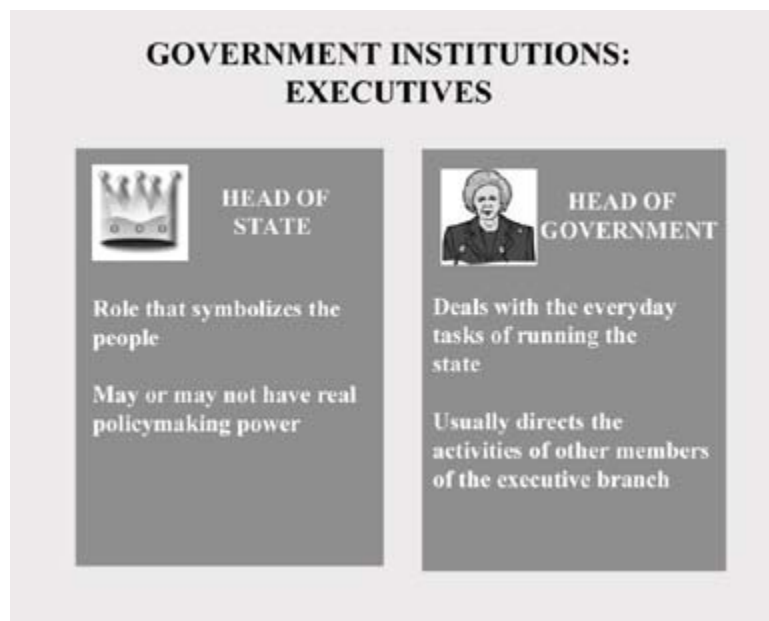 GOVERNMENT INSTITUTIONS:
EXECUTIVES
HEAD OF
STATE
Role that symbolizes the
people
May or may not have real
policymaking power
HEAD OF
GOVERNMENT
Deals with the everyday
tasks of running the
state
Usually directs the
activities of other members
of the executive branch